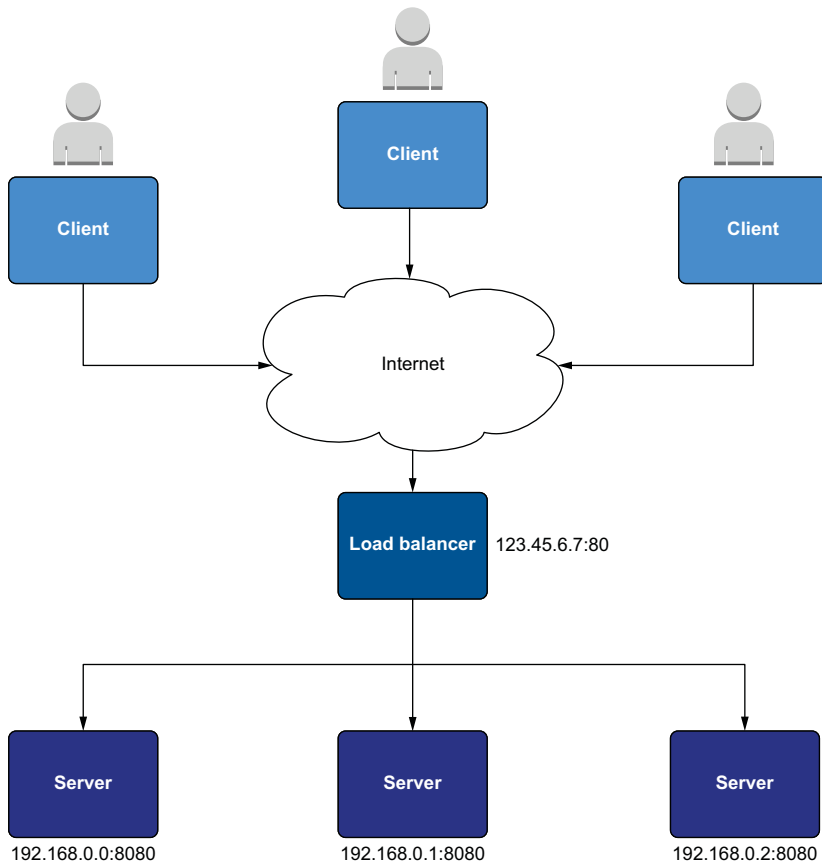 Client
Client
Client
Internet
Load balancer
123.45.6.7:80
Server
Server
Server
192.168.0.0:8080
192.168.0.1:8080
192.168.0.2:8080